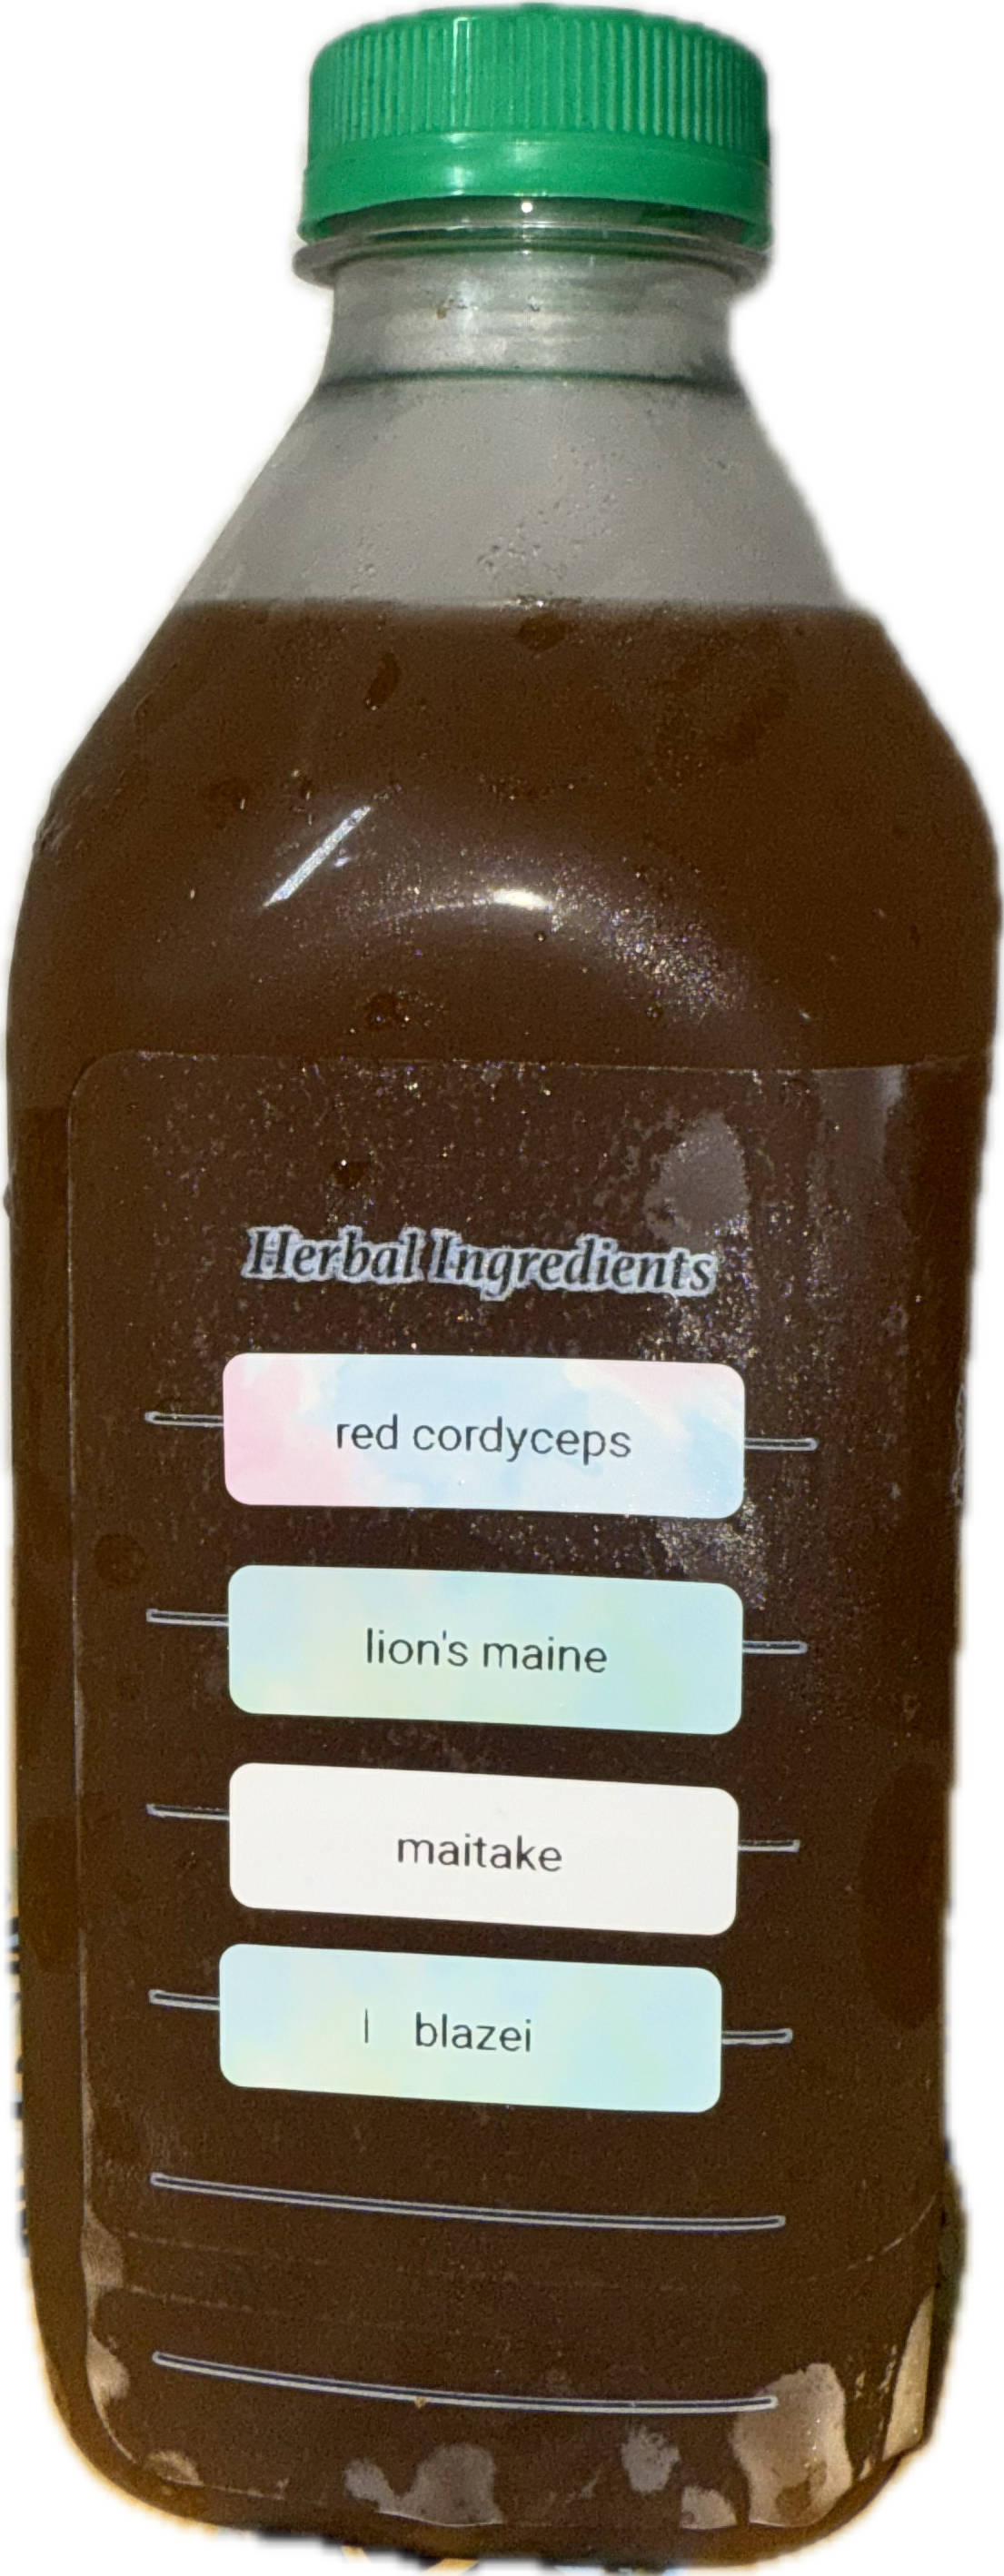 Herbal Ingredients
red cordyceps
lion's maine
maitake
| blazei